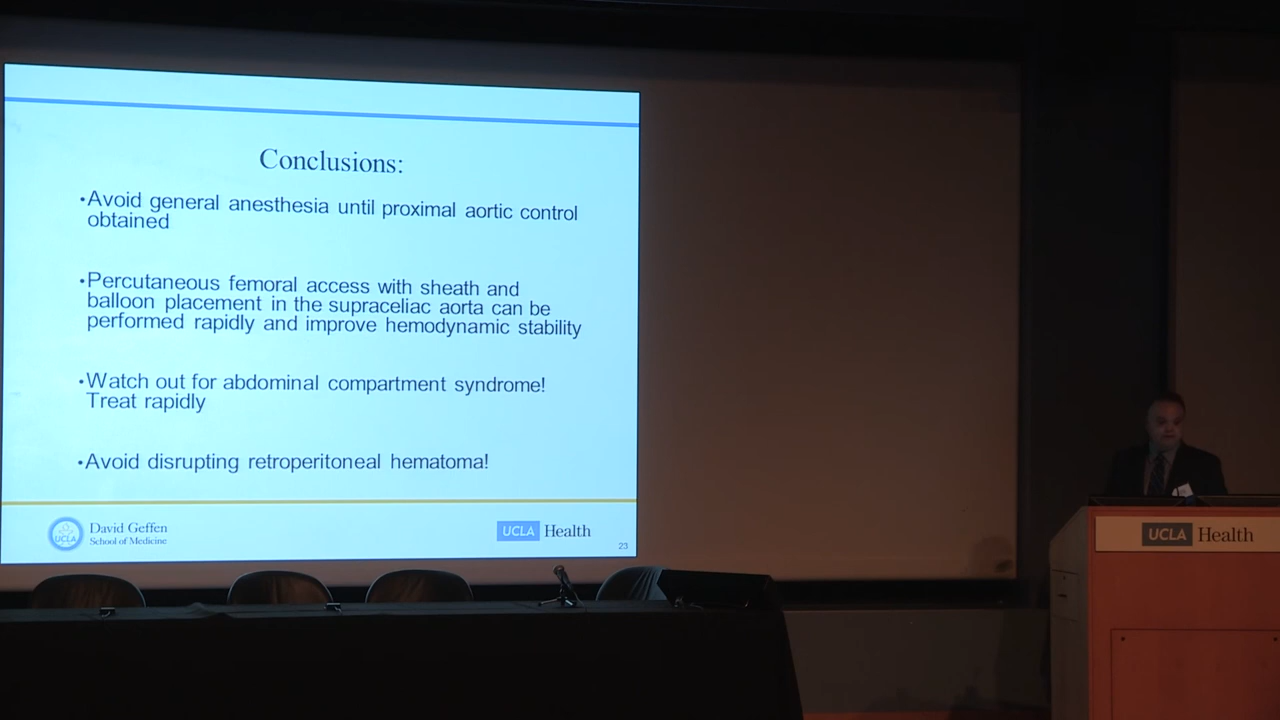 Conclusions:
•Avoid general anesthesia until proximal aortic control
obtained
•Percutaneous femoral access with sheath and
balloon placement in the supraceliac aorta can be
performed rapidly and improve hemodynamic stability
•Watch out for abdominal compartment syndrome!
Treat rapidly
•Avoid disrupting retroperitoneal hematoma!
UCLA
David Geffen
School of Medicine
UCLA Health
23
UCLA Health